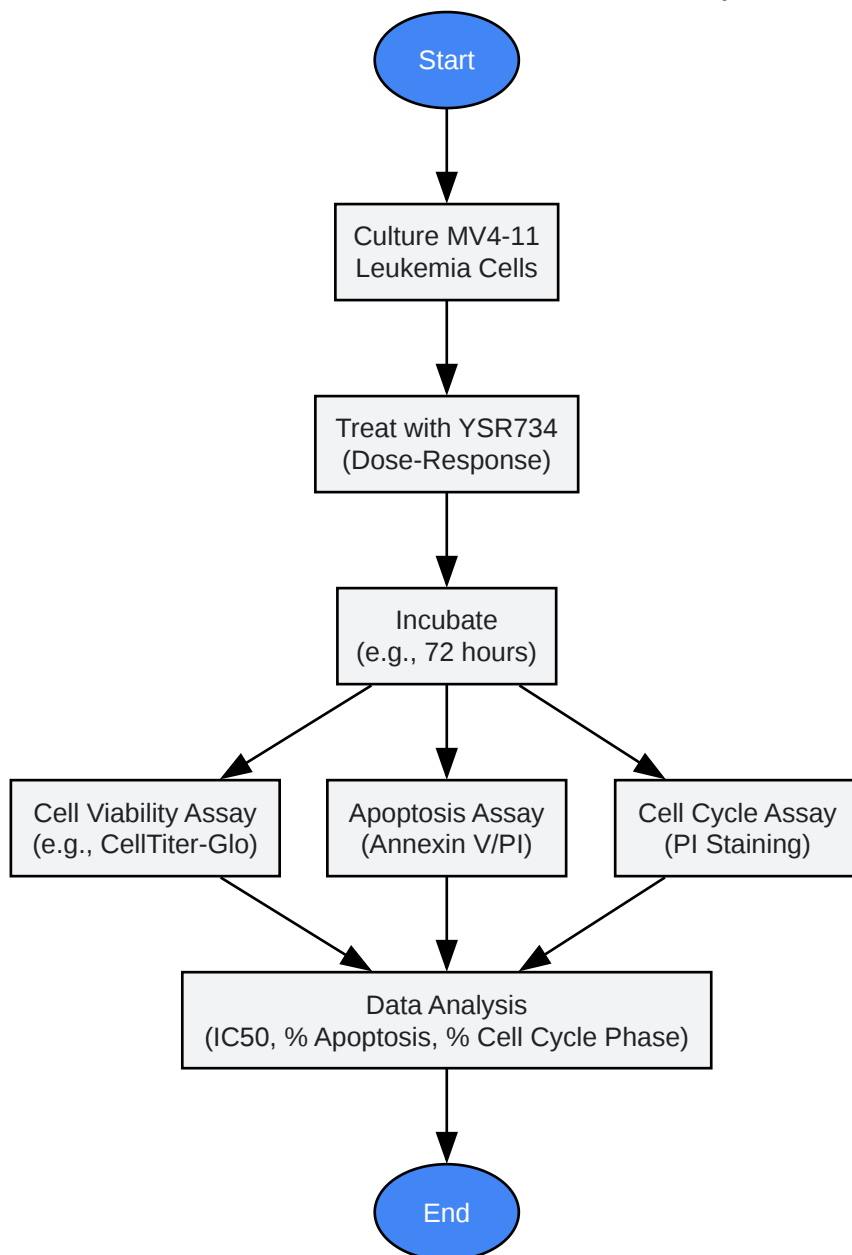 Start
Culture MV4-11
Leukemia Cells
Treat with YSR734
(Dose-Response)
Incubate
(e.g., 72 hours)
Cell Viability Assay
(e.g., CellTiter-Glo)
Apoptosis Assay
(Annexin V/PI)
Cell Cycle Assay
(PI Staining)
Data Analysis
(IC50, % Apoptosis, % Cell Cycle Phase)
End